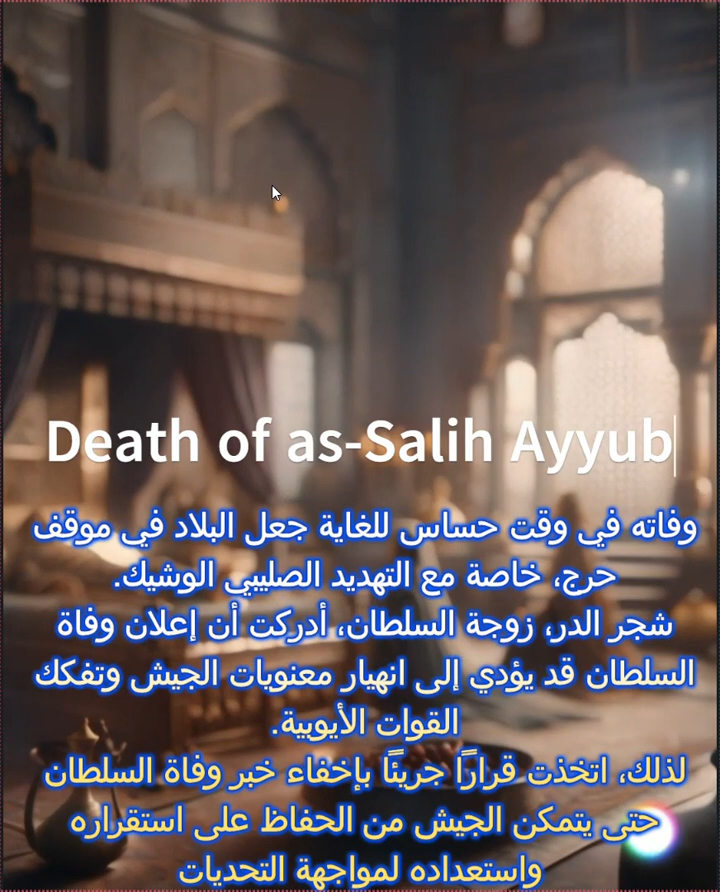 Death of as-Salih Ayyub
وفاته في وقت حساس للغاية جعل البلاد في موقف
حرج، خاصة مع التهديد الصليبي الوشيك.
شجر الدر، زوجة السلطان، أدركت أن إعلان وفاة
السلطان قد يؤدي إلى انهيار معنويات الجيش وتفكك
القوات الأيوبية.
لذلك، اتخذت قرارًا جريئًا بإخفاء خبر وفاة السلطان
حتى يتمكن الجيش من الحفاظ على استقراره
واستعداده لمواجهة التحديات